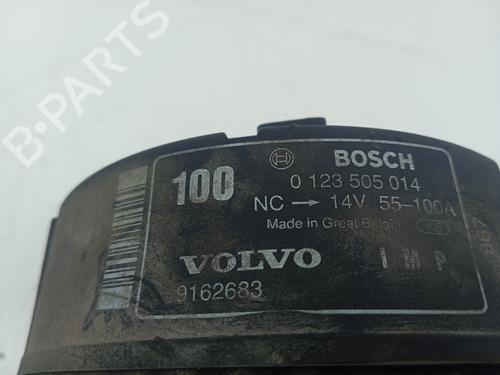 B-PARTS
100
BOSCH
0 123 505 014
NC → 14V 55-100A
Made in Great Britain
VOLVO
I M P
9162683